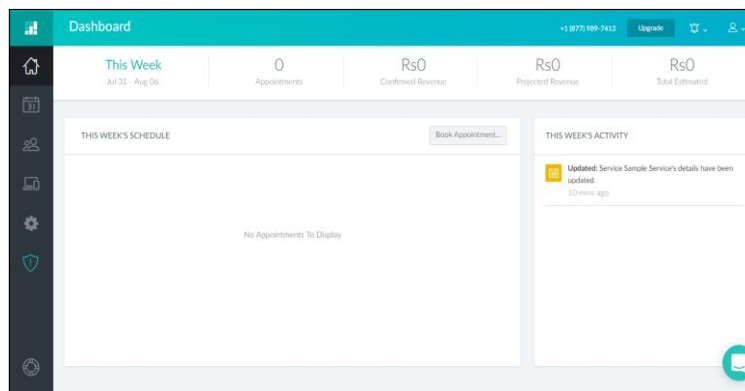 Dashboard
+1 (877) 989-7413
Upgrade
This Week
Jul 31 - Aug 06
0
Appointments
Rs0
Confirmed Revenue
Rs0
Projected Revenue
Rs0
Total Estimated
31
THIS WEEK'S SCHEDULE
Book Appointment...
THIS WEEK'S ACTIVITY
Updated: Service Sample Service's details have been
updated.
10 mins ago
No Appointments To Display